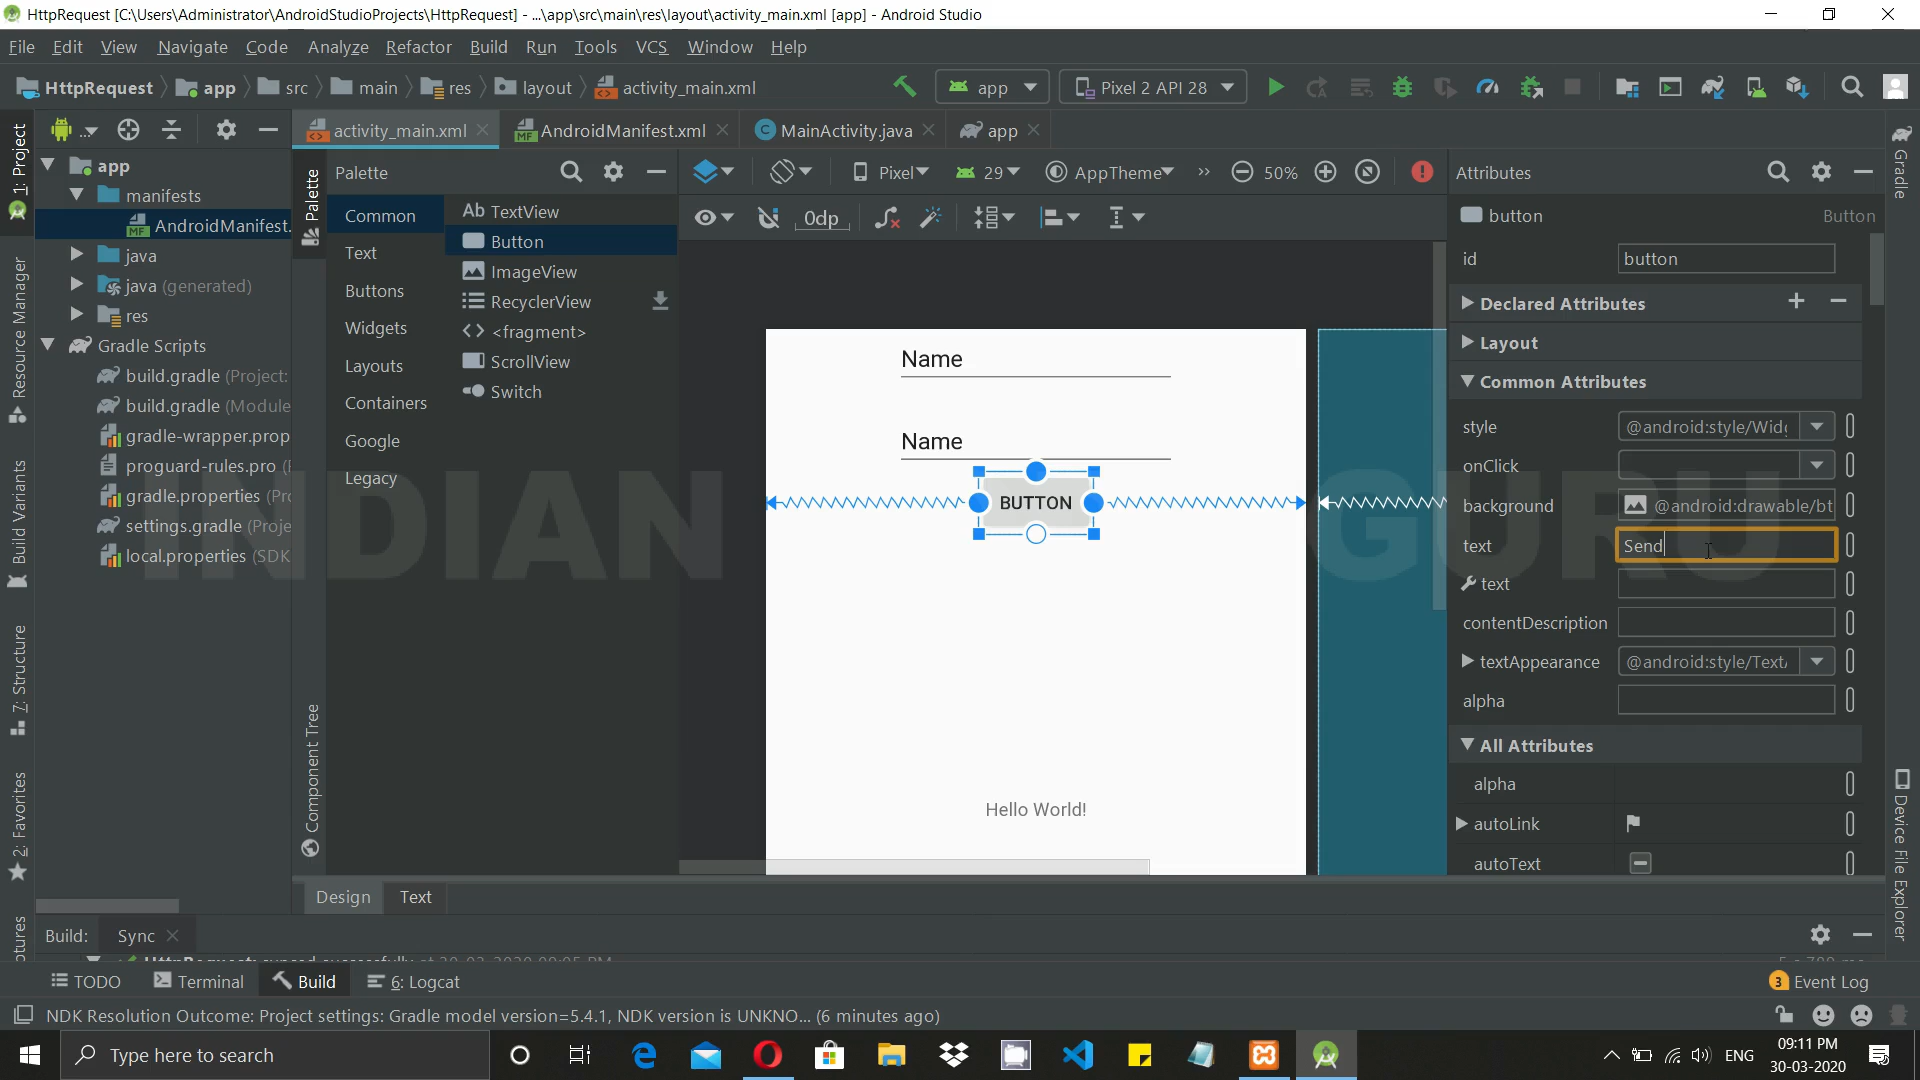 HttpRequest [C:\Users\Administrator\AndroidStudioProjects\HttpRequest] - ...\app\src\main\res\layout\activity_main.xml [app] - Android Studio
File Edit View Navigate Code Analyze Refactor Build Run Tools VCS Window Help
HttpRequest app src main res layout activity_main.xml app Pixel 2 API 28
activity_main.xml AndroidManifest.xml MainActivity.java app
1: Project
Resource Manager
Build Variants
7: Structure
2: Favorites
app
manifests
AndroidManifest.
java
java (generated)
res
Gradle Scripts
build.gradle (Project:
build.gradle (Module
gradle-wrapper.prop
proguard-rules.pro
gradle.properties (Pro
settings.gradle (Proje
local.properties (SDK
Palette
Component Tree
Palette
Common
Text
Buttons
Widgets
Layouts
Containers
Google
Legacy
Ab TextView
Button
ImageView
RecyclerView
<fragment>
ScrollView
Switch
Pixel 29 AppTheme 50%
0dp
Name
Name
BUTTON
Hello World!
INDIAN GURU
Attributes
button Button
id button
Declared Attributes
Layout
Common Attributes
style @android:style/Widg
onClick
background @android:drawable/bt
text Send
text
contentDescription
textAppearance @android:style/Text
alpha
All Attributes
alpha
autoLink
autoText
Gradle
Device File Explorer
Design Text
Build: Sync
TODO Terminal Build 6: Logcat 3 Event Log
NDK Resolution Outcome: Project settings: Gradle model version=5.4.1, NDK version is UNKNO... (6 minutes ago)
Type here to search
ENG
09:11 PM
30-03-2020